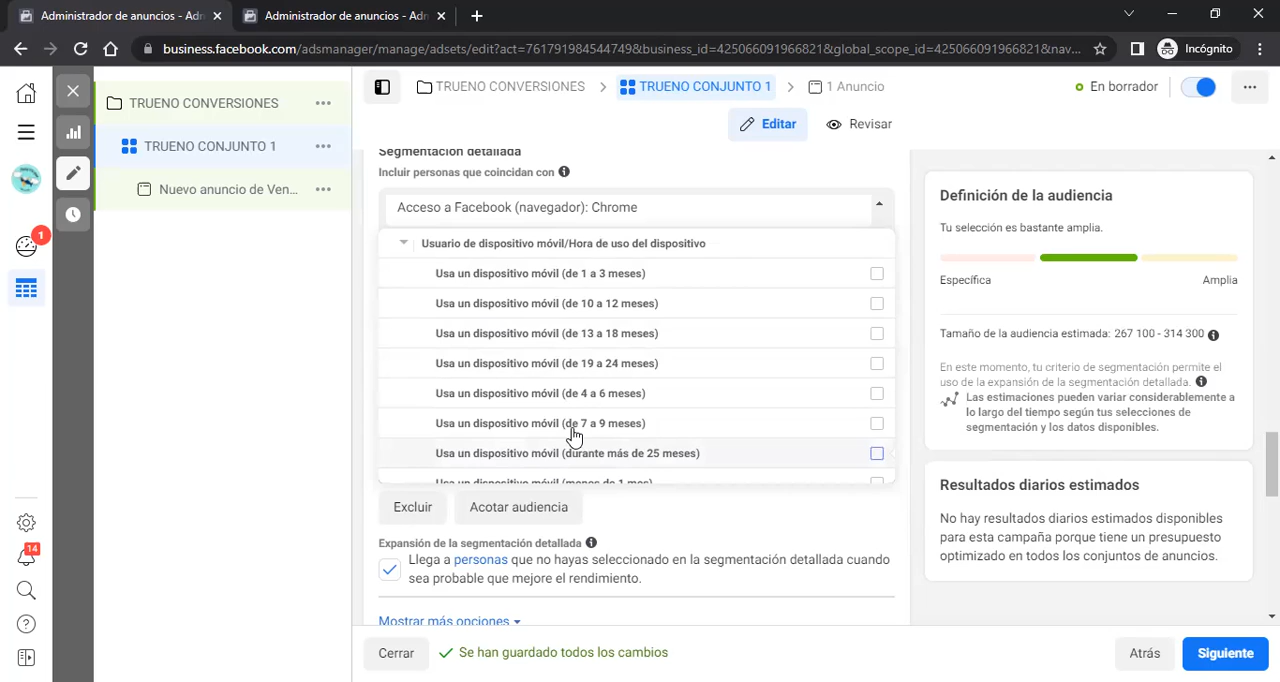 Administrador de anuncios - Adm
Administrador de anuncios - Adm
business.facebook.com/adsmanager/manage/adsets/edit?act=761791984544749&business_id=425066091966821&global_scope_id=425066091966821&nav...
Incógnito
TRUENO CONVERSIONES
TRUENO CONJUNTO 1
Nuevo anuncio de Ven...
1
14
TRUENO CONVERSIONES
TRUENO CONJUNTO 1
1 Anuncio
En borrador
Editar
Revisar
Segmentación detallada
Incluir personas que coincidan con
Acceso a Facebook (navegador): Chrome
Usuario de dispositivo móvil/Hora de uso del dispositivo
Usa un dispositivo móvil (de 1 a 3 meses)
Usa un dispositivo móvil (de 10 a 12 meses)
Usa un dispositivo móvil (de 13 a 18 meses)
Usa un dispositivo móvil (de 19 a 24 meses)
Usa un dispositivo móvil (de 4 a 6 meses)
Usa un dispositivo móvil (de 7 a 9 meses)
Usa un dispositivo móvil (durante más de 25 meses)
Usa un dispositivo móvil (menos de 1 mes)
Excluir
Acotar audiencia
Expansión de la segmentación detallada
Llega a personas que no hayas seleccionado en la segmentación detallada cuando
sea probable que mejore el rendimiento.
Mostrar más opciones
Cerrar
Se han guardado todos los cambios
Atrás
Siguiente
Definición de la audiencia
Tu selección es bastante amplia.
Específica
Amplia
Tamaño de la audiencia estimada: 267 100 - 314 300
En este momento, tu criterio de segmentación permite el
uso de la expansión de la segmentación detallada.
Las estimaciones pueden variar considerablemente a
lo largo del tiempo según tus selecciones de
segmentación y los datos disponibles.
Resultados diarios estimados
No hay resultados diarios estimados disponibles
para esta campaña porque tiene un presupuesto
optimizado en todos los conjuntos de anuncios.